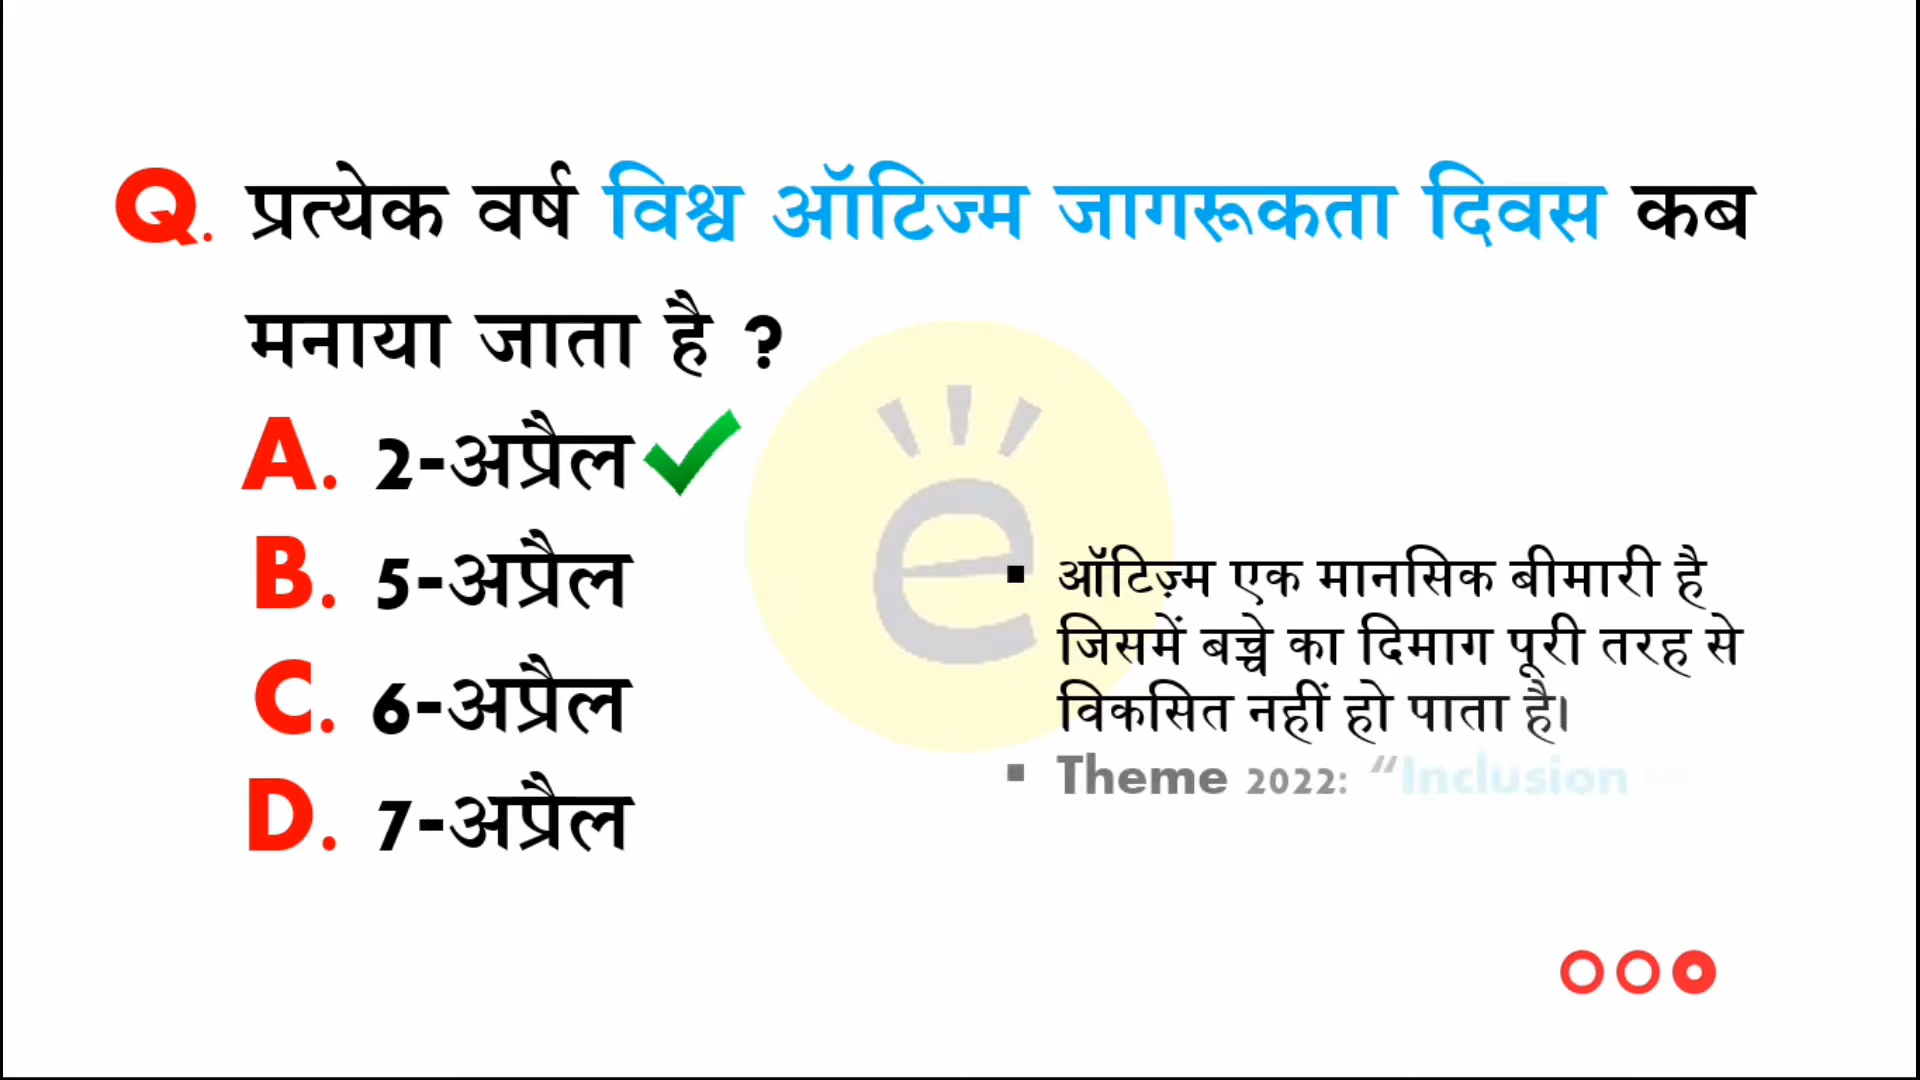 Q. प्रत्येक वर्ष विश्व ऑटिज्म जागरूकता दिवस कब
मनाया जाता है ?
A. 2-अप्रैल
B. 5-अप्रैल
C. 6-अप्रैल
D. 7-अप्रैल
▪ ऑटिज़्म एक मानसिक बीमारी है
जिसमें बच्चे का दिमाग पूरी तरह से
विकसित नहीं हो पाता है।
▪ Theme 2022: “Inclusion
e